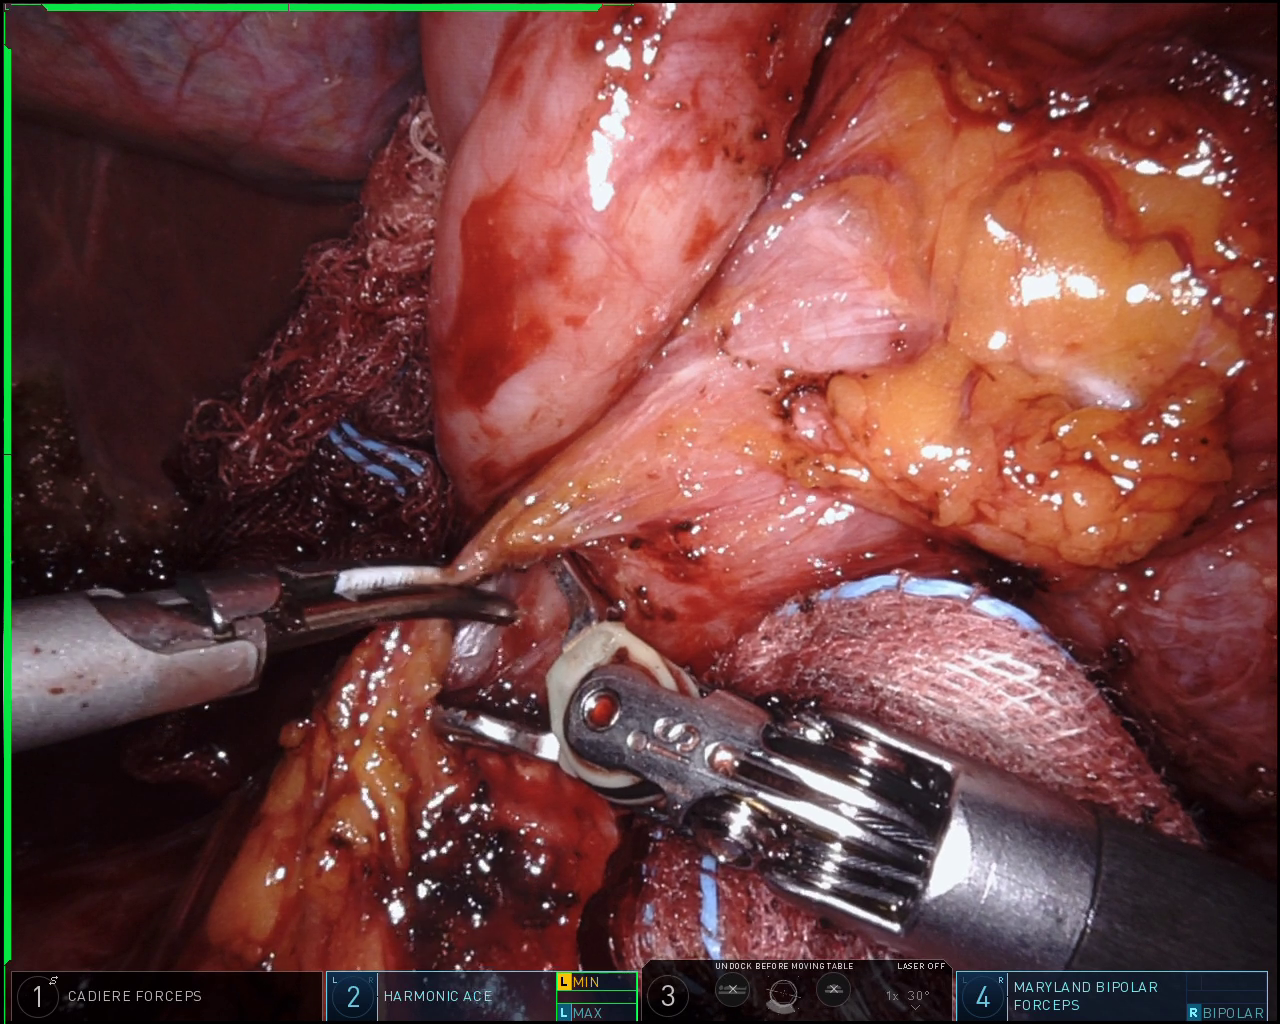 UNDOCK BEFORE MOVING TABLE LASER OFF
1 CADIERE FORCEPS
2 HARMONIC ACE
L R
L MIN
L MAX
3
1x 30°
4 MARYLAND BIPOLAR
FORCEPS
R
R BIPOLAR
IS